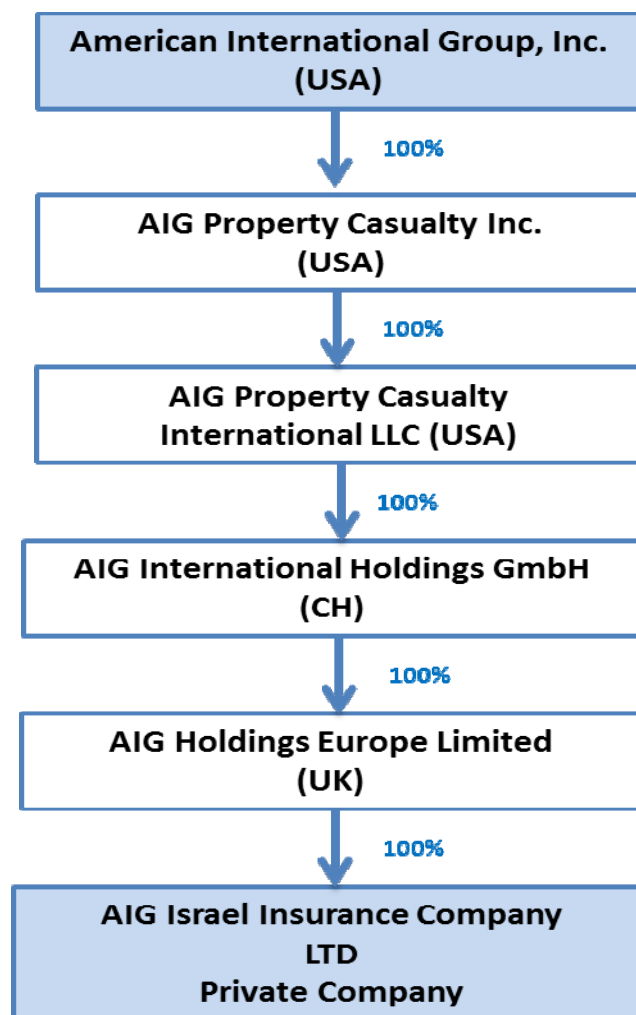 American International Group, Inc.
(USA)
100%
AIG Property Casualty Inc.
(USA)
100%
AIG Property Casualty
International LLC (USA)
100%
AIG International Holdings GmbH
(CH)
100%
AIG Holdings Europe Limited
(UK)
100%
AIG Israel Insurance Company
LTD
Private Company